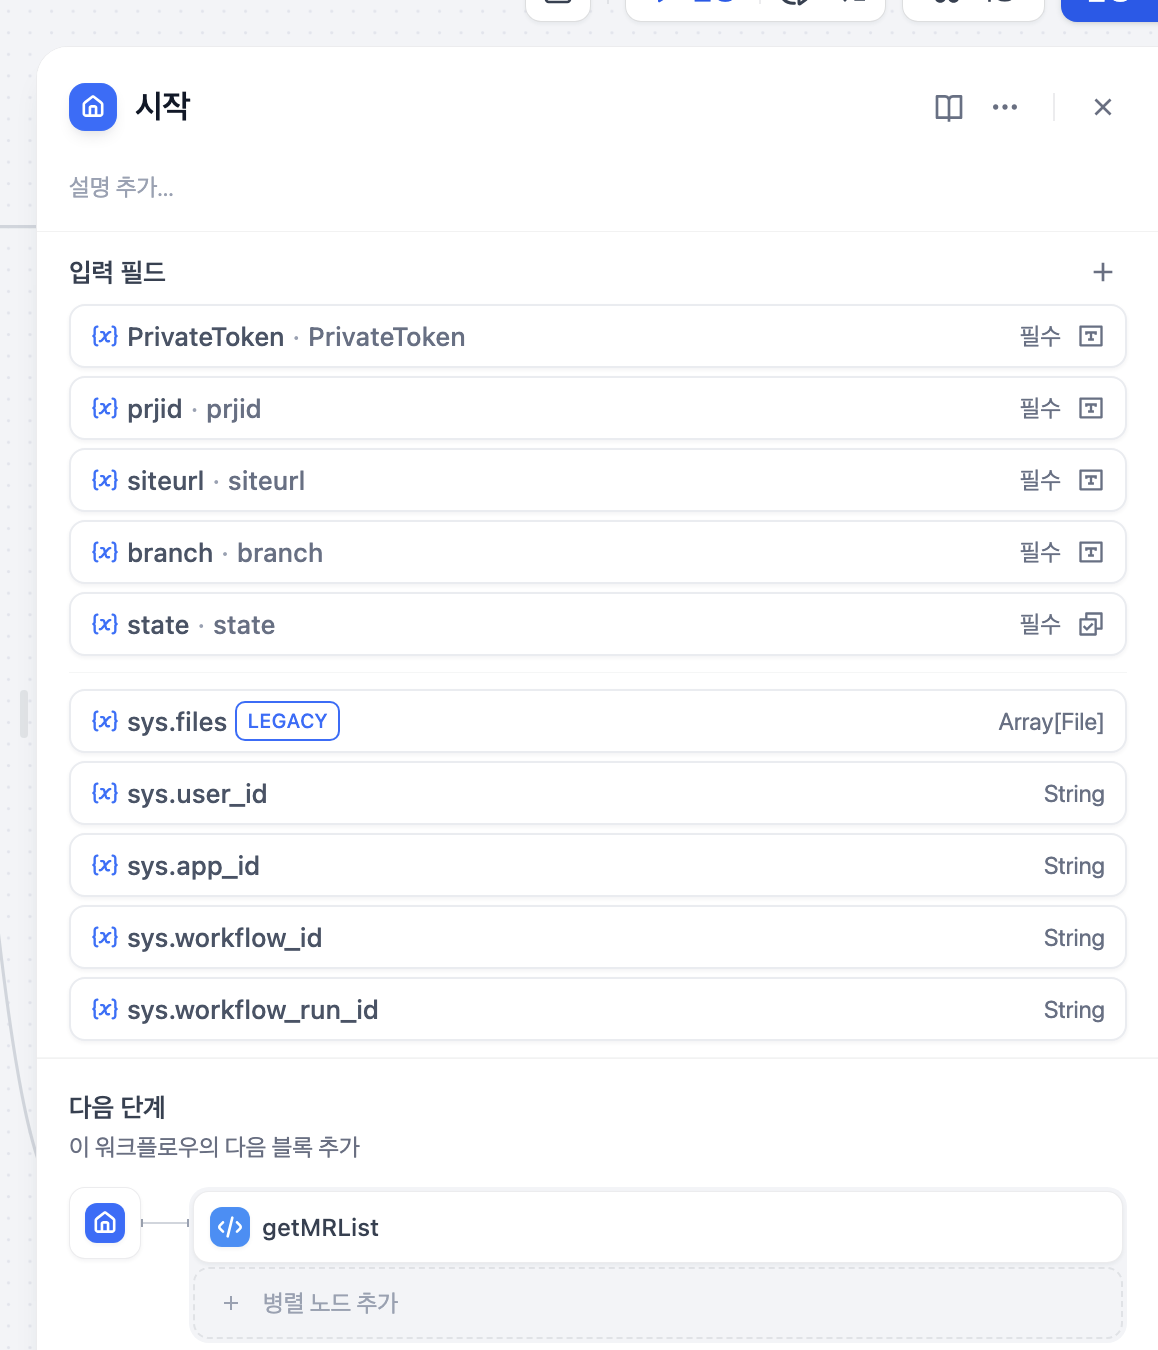 시작
설명 추가...
입력 필드
{x} PrivateToken · PrivateToken 필수
{x} prjid · prjid 필수
{x} siteurl · siteurl 필수
{x} branch · branch 필수
{x} state · state 필수
{x} sys.files LEGACY Array[File]
{x} sys.user_id String
{x} sys.app_id String
{x} sys.workflow_id String
{x} sys.workflow_run_id String
다음 단계
이 워크플로우의 다음 블록 추가
getMRList
+ 병렬 노드 추가